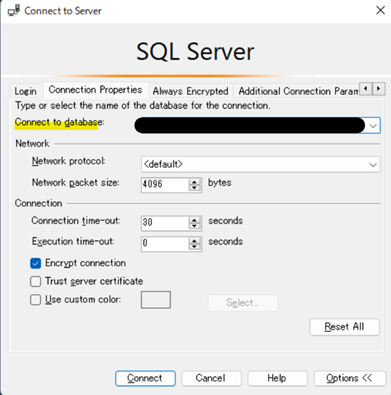 Connect to Server
SQL Server
Login Connection Properties Always Encrypted Additional Connection Param
Type or select the name of the database for the connection.
Connect to database:
Network
Network protocol: <default>
Network packet size: 4096 bytes
Connection
Connection time-out: 30 seconds
Execution time-out: 0 seconds
Encrypt connection
Trust server certificate
Use custom color: Select...
Reset All
Connect Cancel Help Options <<